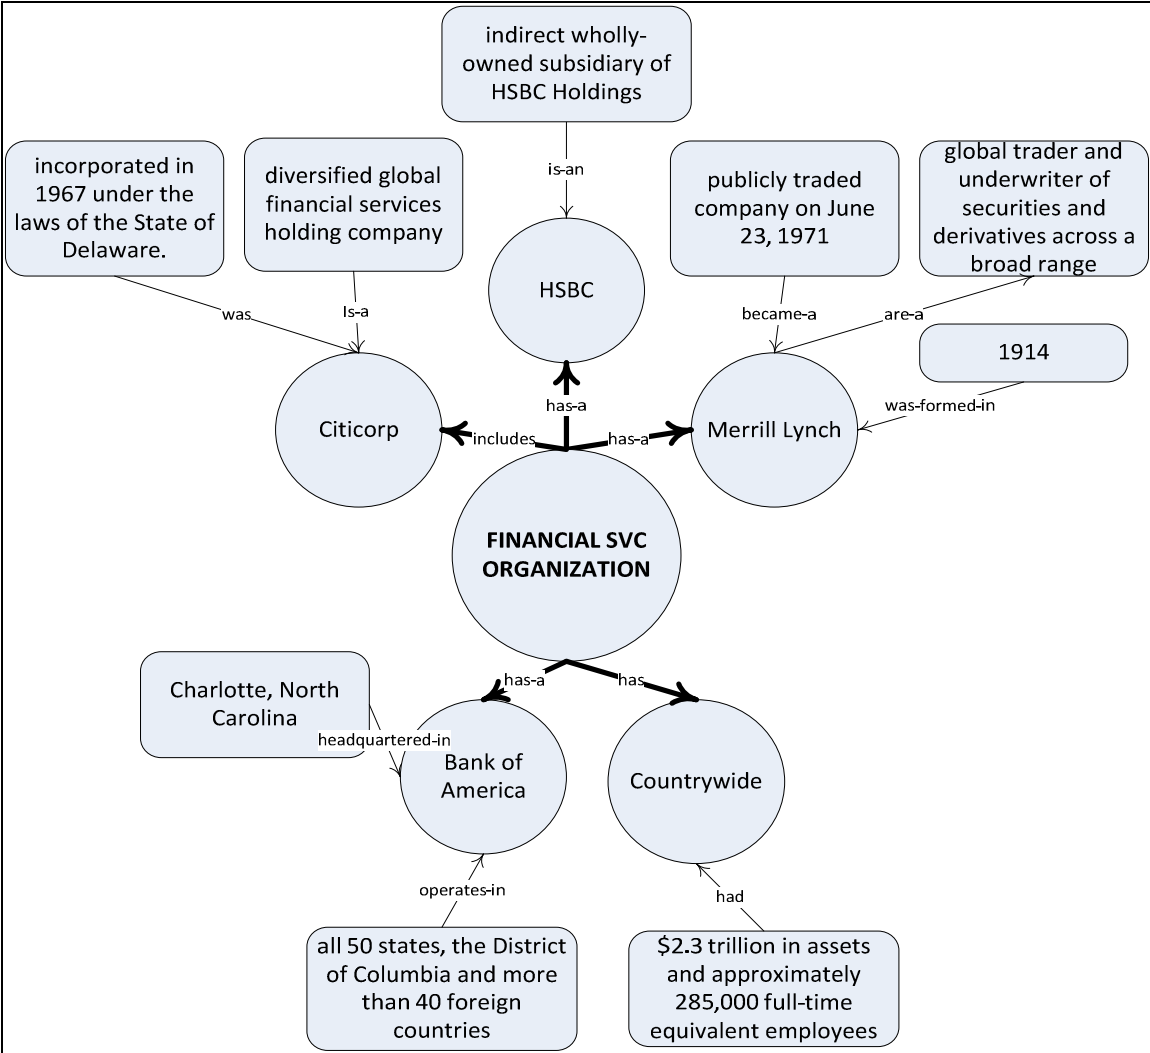 indirect wholly-
owned subsidiary of
HSBC Holdings
incorporated in
1967 under the
laws of the State of
Delaware.
diversified global
financial services
holding company
is-an
publicly traded
company on June
23, 1971
global trader and
underwriter of
securities and
derivatives across a
broad range
HSBC
was
Is-a
became-a
are-a
1914
was-formed-in
has-a
Citicorp
includes
has-a
Merrill Lynch
FINANCIAL SVC
ORGANIZATION
has-a
has
Charlotte, North
Carolina
headquartered-in
Bank of
America
Countrywide
operates-in
had
all 50 states, the District
of Columbia and more
than 40 foreign
countries
$2.3 trillion in assets
and approximately
285,000 full-time
equivalent employees